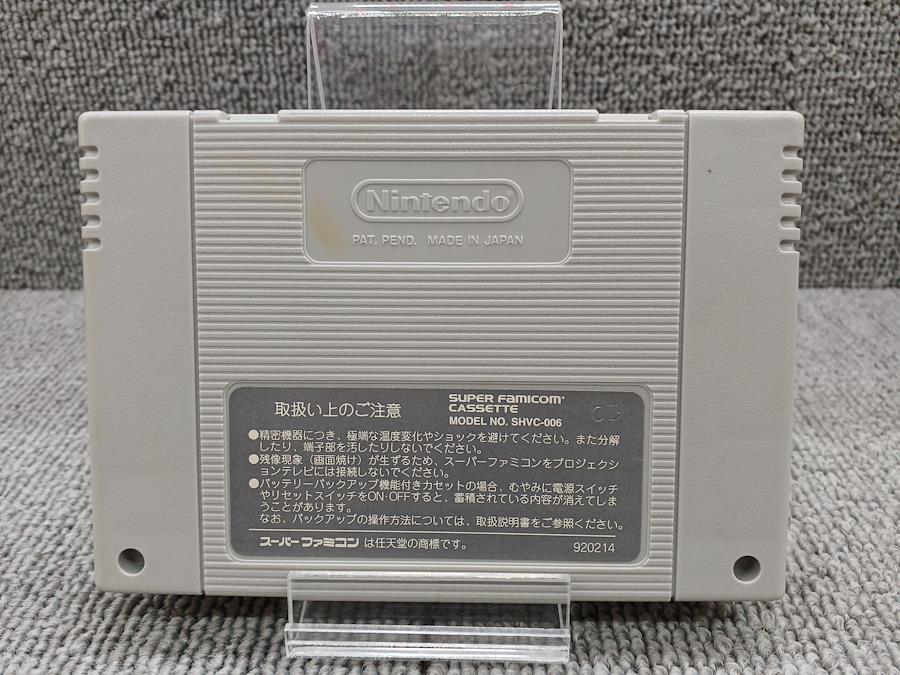 Nintendo®
PAT. PEND. MADE IN JAPAN
取扱い上のご注意
SUPER FAMICOM®
CASSETTE
MODEL NO. SHVC-006
●精密機器につき、極端な温度変化やショックを避けてください。また分解
したり、端子部を汚したりしないでください。
●残像現象(画面焼け)が生ずるため、スーパーファミコンをプロジェクシ
ョンテレビには接続しないでください。
●バッテリーバックアップ機能付きカセットの場合、むやみに電源スイッチ
やリセットスイッチをON・OFFすると、蓄積されている内容が消えてしま
うことがあります。
なお、バックアップの操作方法については、取扱説明書をご参照ください。
スーパーファミコンは任天堂の商標です。
920214